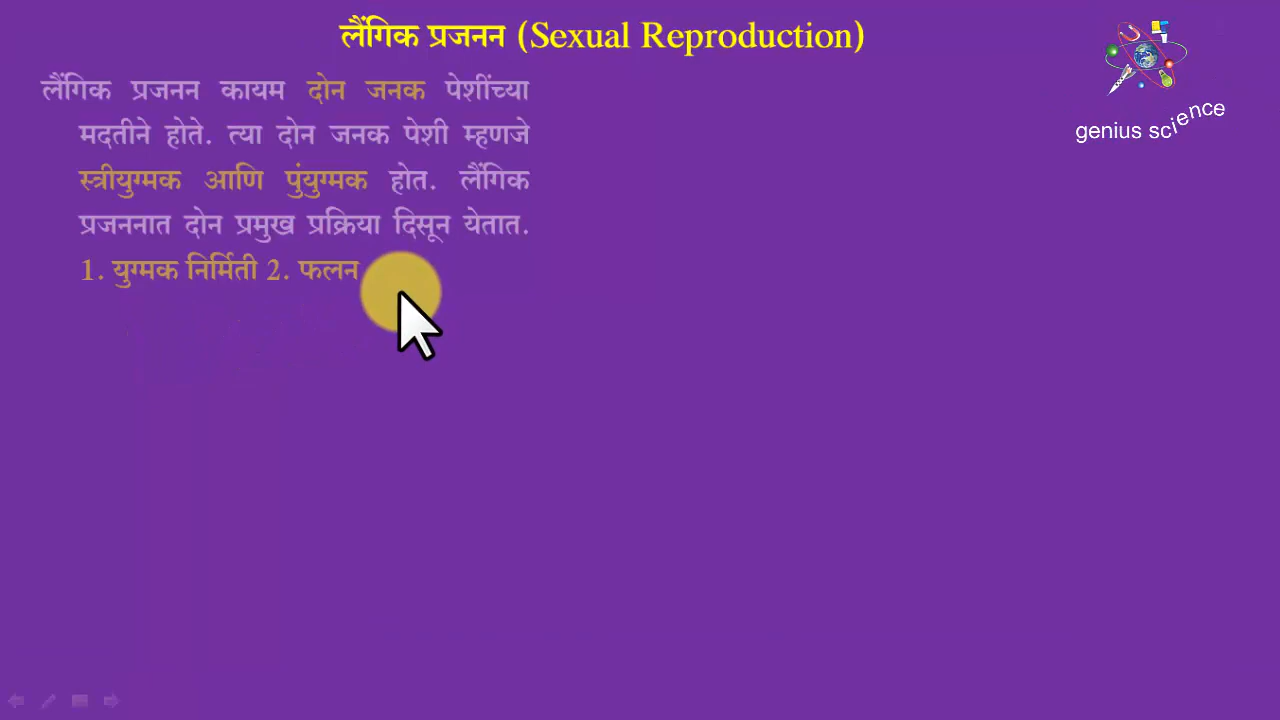 लैंगिक प्रजनन (Sexual Reproduction)
genius science
लैंगिक प्रजनन कायम दोन जनक पेशींच्या
मदतीने होते. त्या दोन जनक पेशी म्हणजे
स्त्रीयुग्मक आणि पुंयुग्मक होत. लैंगिक
प्रजननात दोन प्रमुख प्रक्रिया दिसून येतात.
1. युग्मक निर्मिती 2. फलन